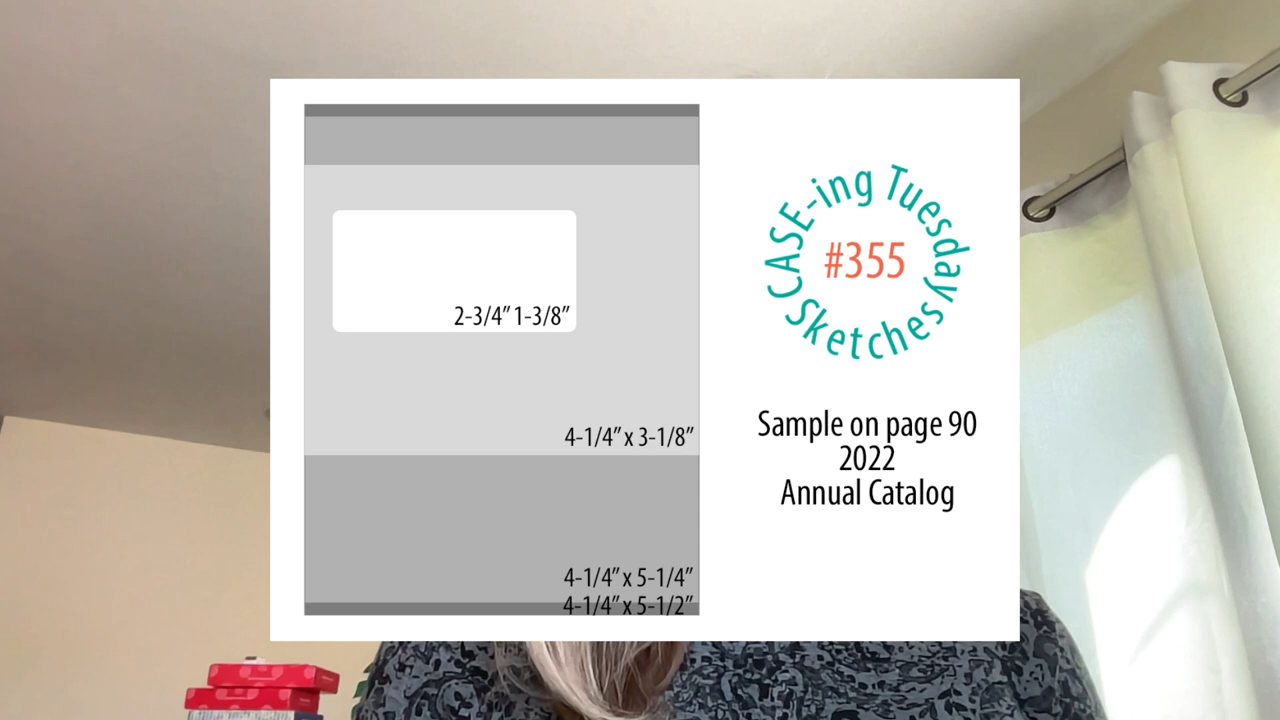 2-3/4” 1-3/8”
4-1/4” x 3-1/8”
4-1/4” x 5-1/4”
4-1/4” x 5-1/2”
CASE-ing Tuesday Sketches
#355
Sample on page 90
2022
Annual Catalog